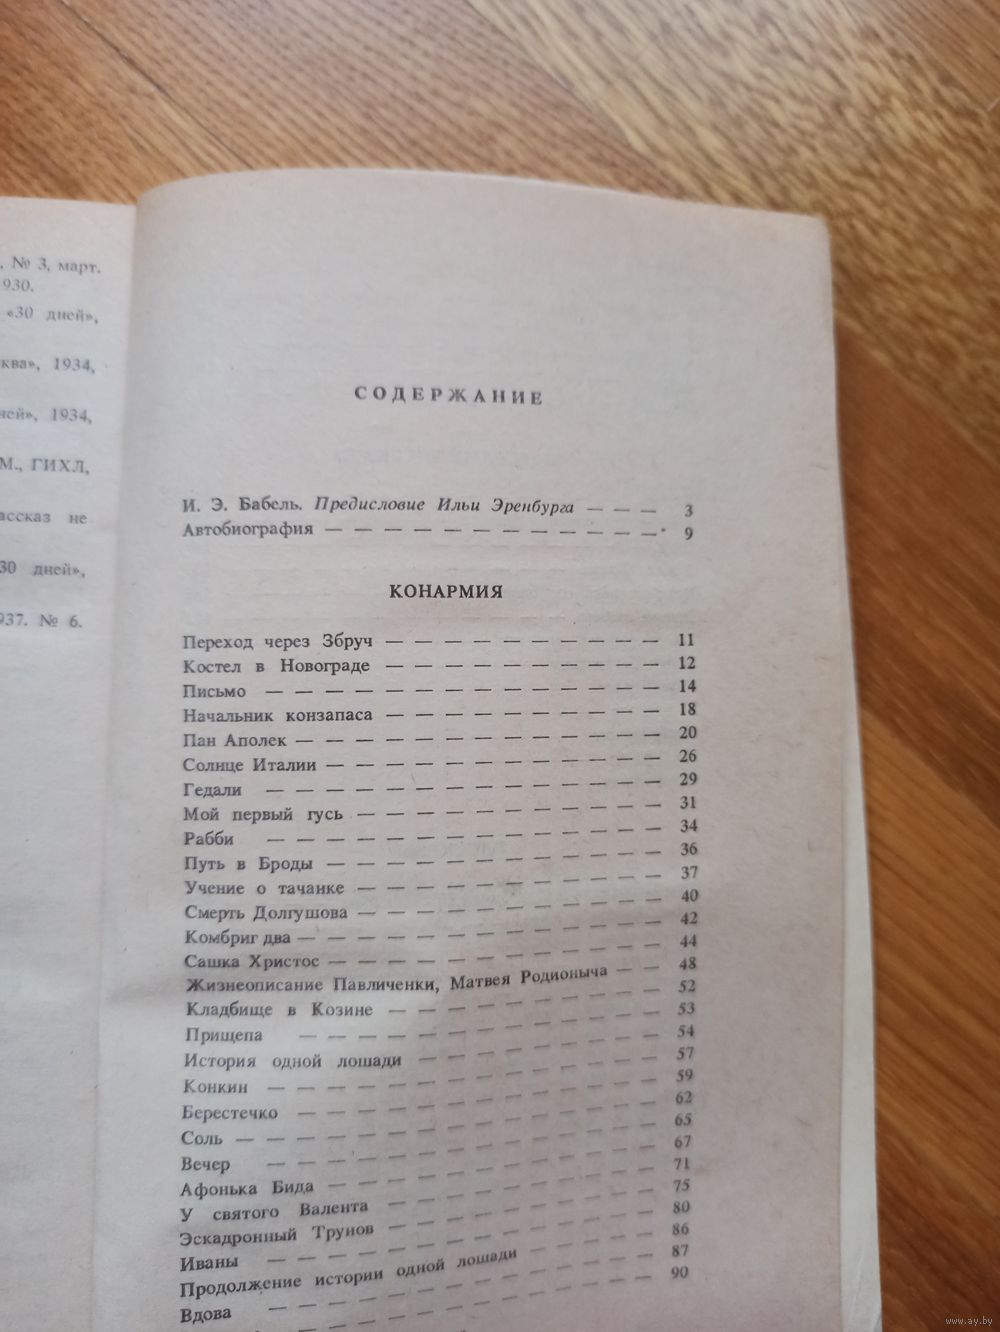 , № 3, март.
930.
«30 дней»,
ква», 1934,
ней», 1934,
М., ГИХЛ,
ассказ не
30 дней»,
937. № 6.
СОДЕРЖАНИЕ
И. Э. Бабель. Предисловие Ильи Эренбурга — — — 3
Автобиография — — — — — — — — — — — 9
КОНАРМИЯ
Переход через Збруч — — — — — — — — — — 11
Костел в Новограде — — — — — — — — — — 12
Письмо — — — — — — — — — — — — — — 14
Начальник конзапаса — — — — — — — — — — 18
Пан Аполек — — — — — — — — — — — — — 20
Солнце Италии — — — — — — — — — — — — 26
Гедали — — — — — — — — — — — — — — 29
Мой первый гусь — — — — — — — — — — — 31
Рабби — — — — — — — — — — — — — — 34
Путь в Броды — — — — — — — — — — — — 36
Учение о тачанке — — — — — — — — — — — 37
Смерть Долгушова — — — — — — — — — — — 40
Комбриг два — — — — — — — — — — — — — 42
Сашка Христос — — — — — — — — — — — — 44
Жизнеописание Павличенки, Матвея Родионыча — — 48
Кладбище в Козине — — — — — — — — — — 52
Прищепа — — — — — — — — — — — — — 53
История одной лошади — — — — — — — — — 54
Конкин — — — — — — — — — — — — — — 57
Берестечко — — — — — — — — — — — — — 59
Соль — — — — — — — — — — — — — — — 62
Вечер — — — — — — — — — — — — — — 65
Афонька Бида — — — — — — — — — — — — 67
У святого Валента — — — — — — — — — — 71
Эскадронный Трунов — — — — — — — — — — 75
Иваны — — — — — — — — — — — — — — 80
Продолжение истории одной лошади — — — — — 86
Вдова — — — — — — — — — — — — — — 87
90
www.ay.by